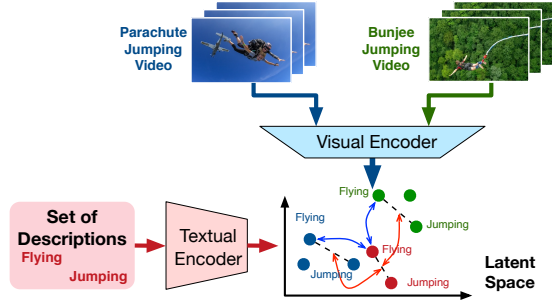 Parachute
Jumping
Video
Bunjee
Jumping
Video
Visual Encoder
Set of
Descriptions
Flying
Jumping
Textual
Encoder
Flying
Jumping
Flying
Jumping
Flying
Jumping
Latent
Space